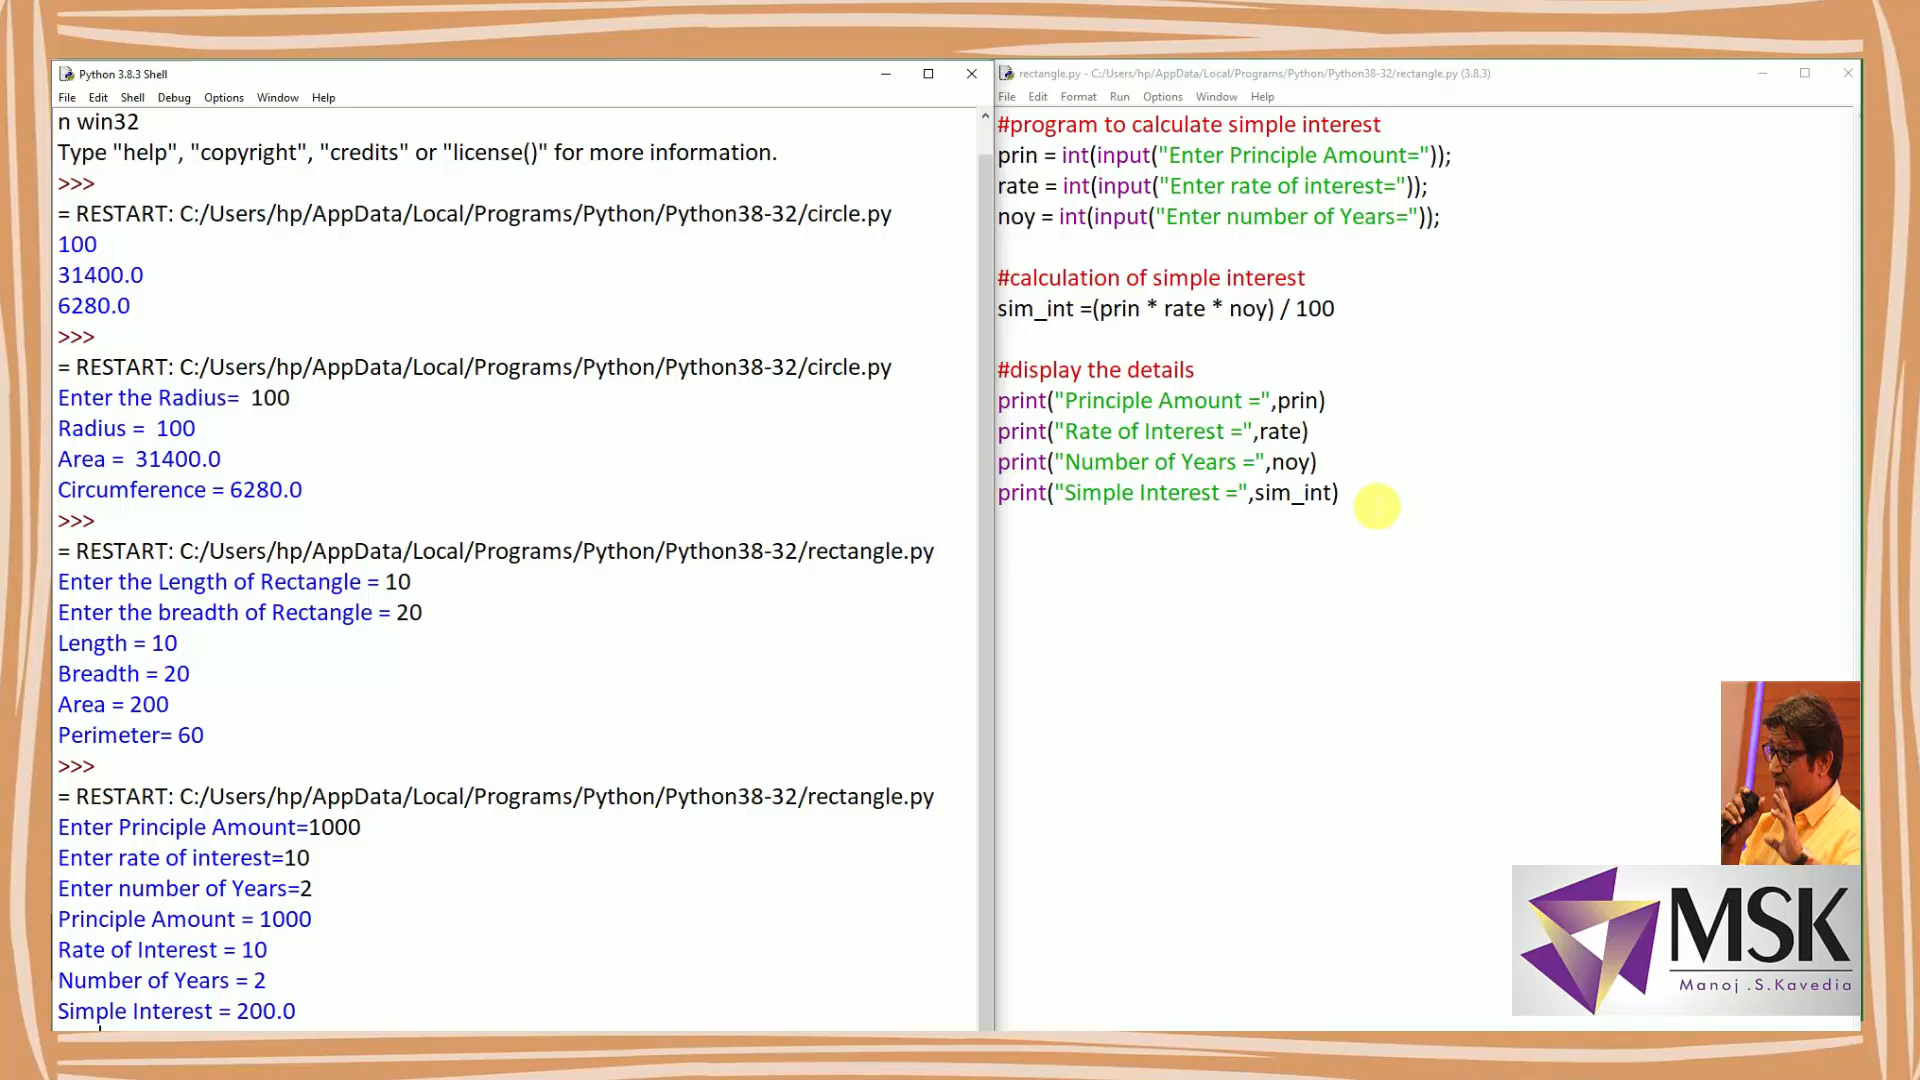 Python 3.8.3 Shell
File Edit Shell Debug Options Window Help
n win32
Type "help", "copyright", "credits" or "license()" for more information.
>>>
= RESTART: C:/Users/hp/AppData/Local/Programs/Python/Python38-32/circle.py
100
31400.0
6280.0
>>>
= RESTART: C:/Users/hp/AppData/Local/Programs/Python/Python38-32/circle.py
Enter the Radius=  100
Radius =  100
Area =  31400.0
Circumference = 6280.0
>>>
= RESTART: C:/Users/hp/AppData/Local/Programs/Python/Python38-32/rectangle.py
Enter the Length of Rectangle = 10
Enter the breadth of Rectangle = 20
Length = 10
Breadth = 20
Area = 200
Perimeter= 60
>>>
= RESTART: C:/Users/hp/AppData/Local/Programs/Python/Python38-32/rectangle.py
Enter Principle Amount=1000
Enter rate of interest=10
Enter number of Years=2
Principle Amount = 1000
Rate of Interest = 10
Number of Years = 2
Simple Interest = 200.0
rectangle.py - C:/Users/hp/AppData/Local/Programs/Python/Python38-32/rectangle.py (3.8.3)
File Edit Format Run Options Window Help
#program to calculate simple interest
prin = int(input("Enter Principle Amount="));
rate = int(input("Enter rate of interest="));
noy = int(input("Enter number of Years="));
#calculation of simple interest
sim_int =(prin * rate * noy) / 100
#display the details
print("Principle Amount =",prin)
print("Rate of Interest =",rate)
print("Number of Years =",noy)
print("Simple Interest =",sim_int)
MSK
Manoj .S.Kavedia